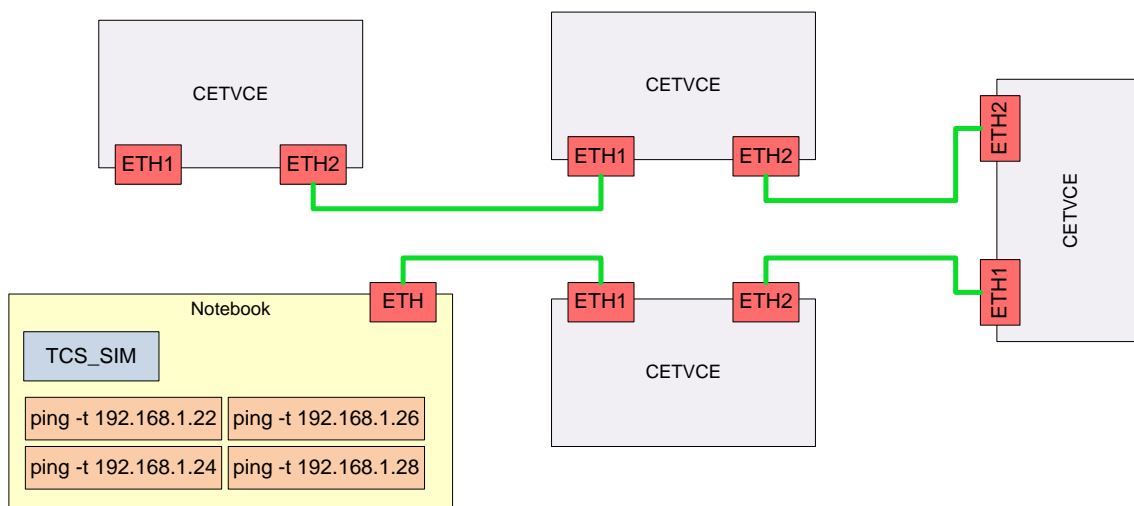 CETVCE
ETH1
ETH2
CETVCE
ETH1
ETH2
ETH2
CETVCE
ETH1
ETH
Notebook
TCS_SIM
ping -t 192.168.1.22
ping -t 192.168.1.26
ping -t 192.168.1.24
ping -t 192.168.1.28
ETH1
ETH2
CETVCE